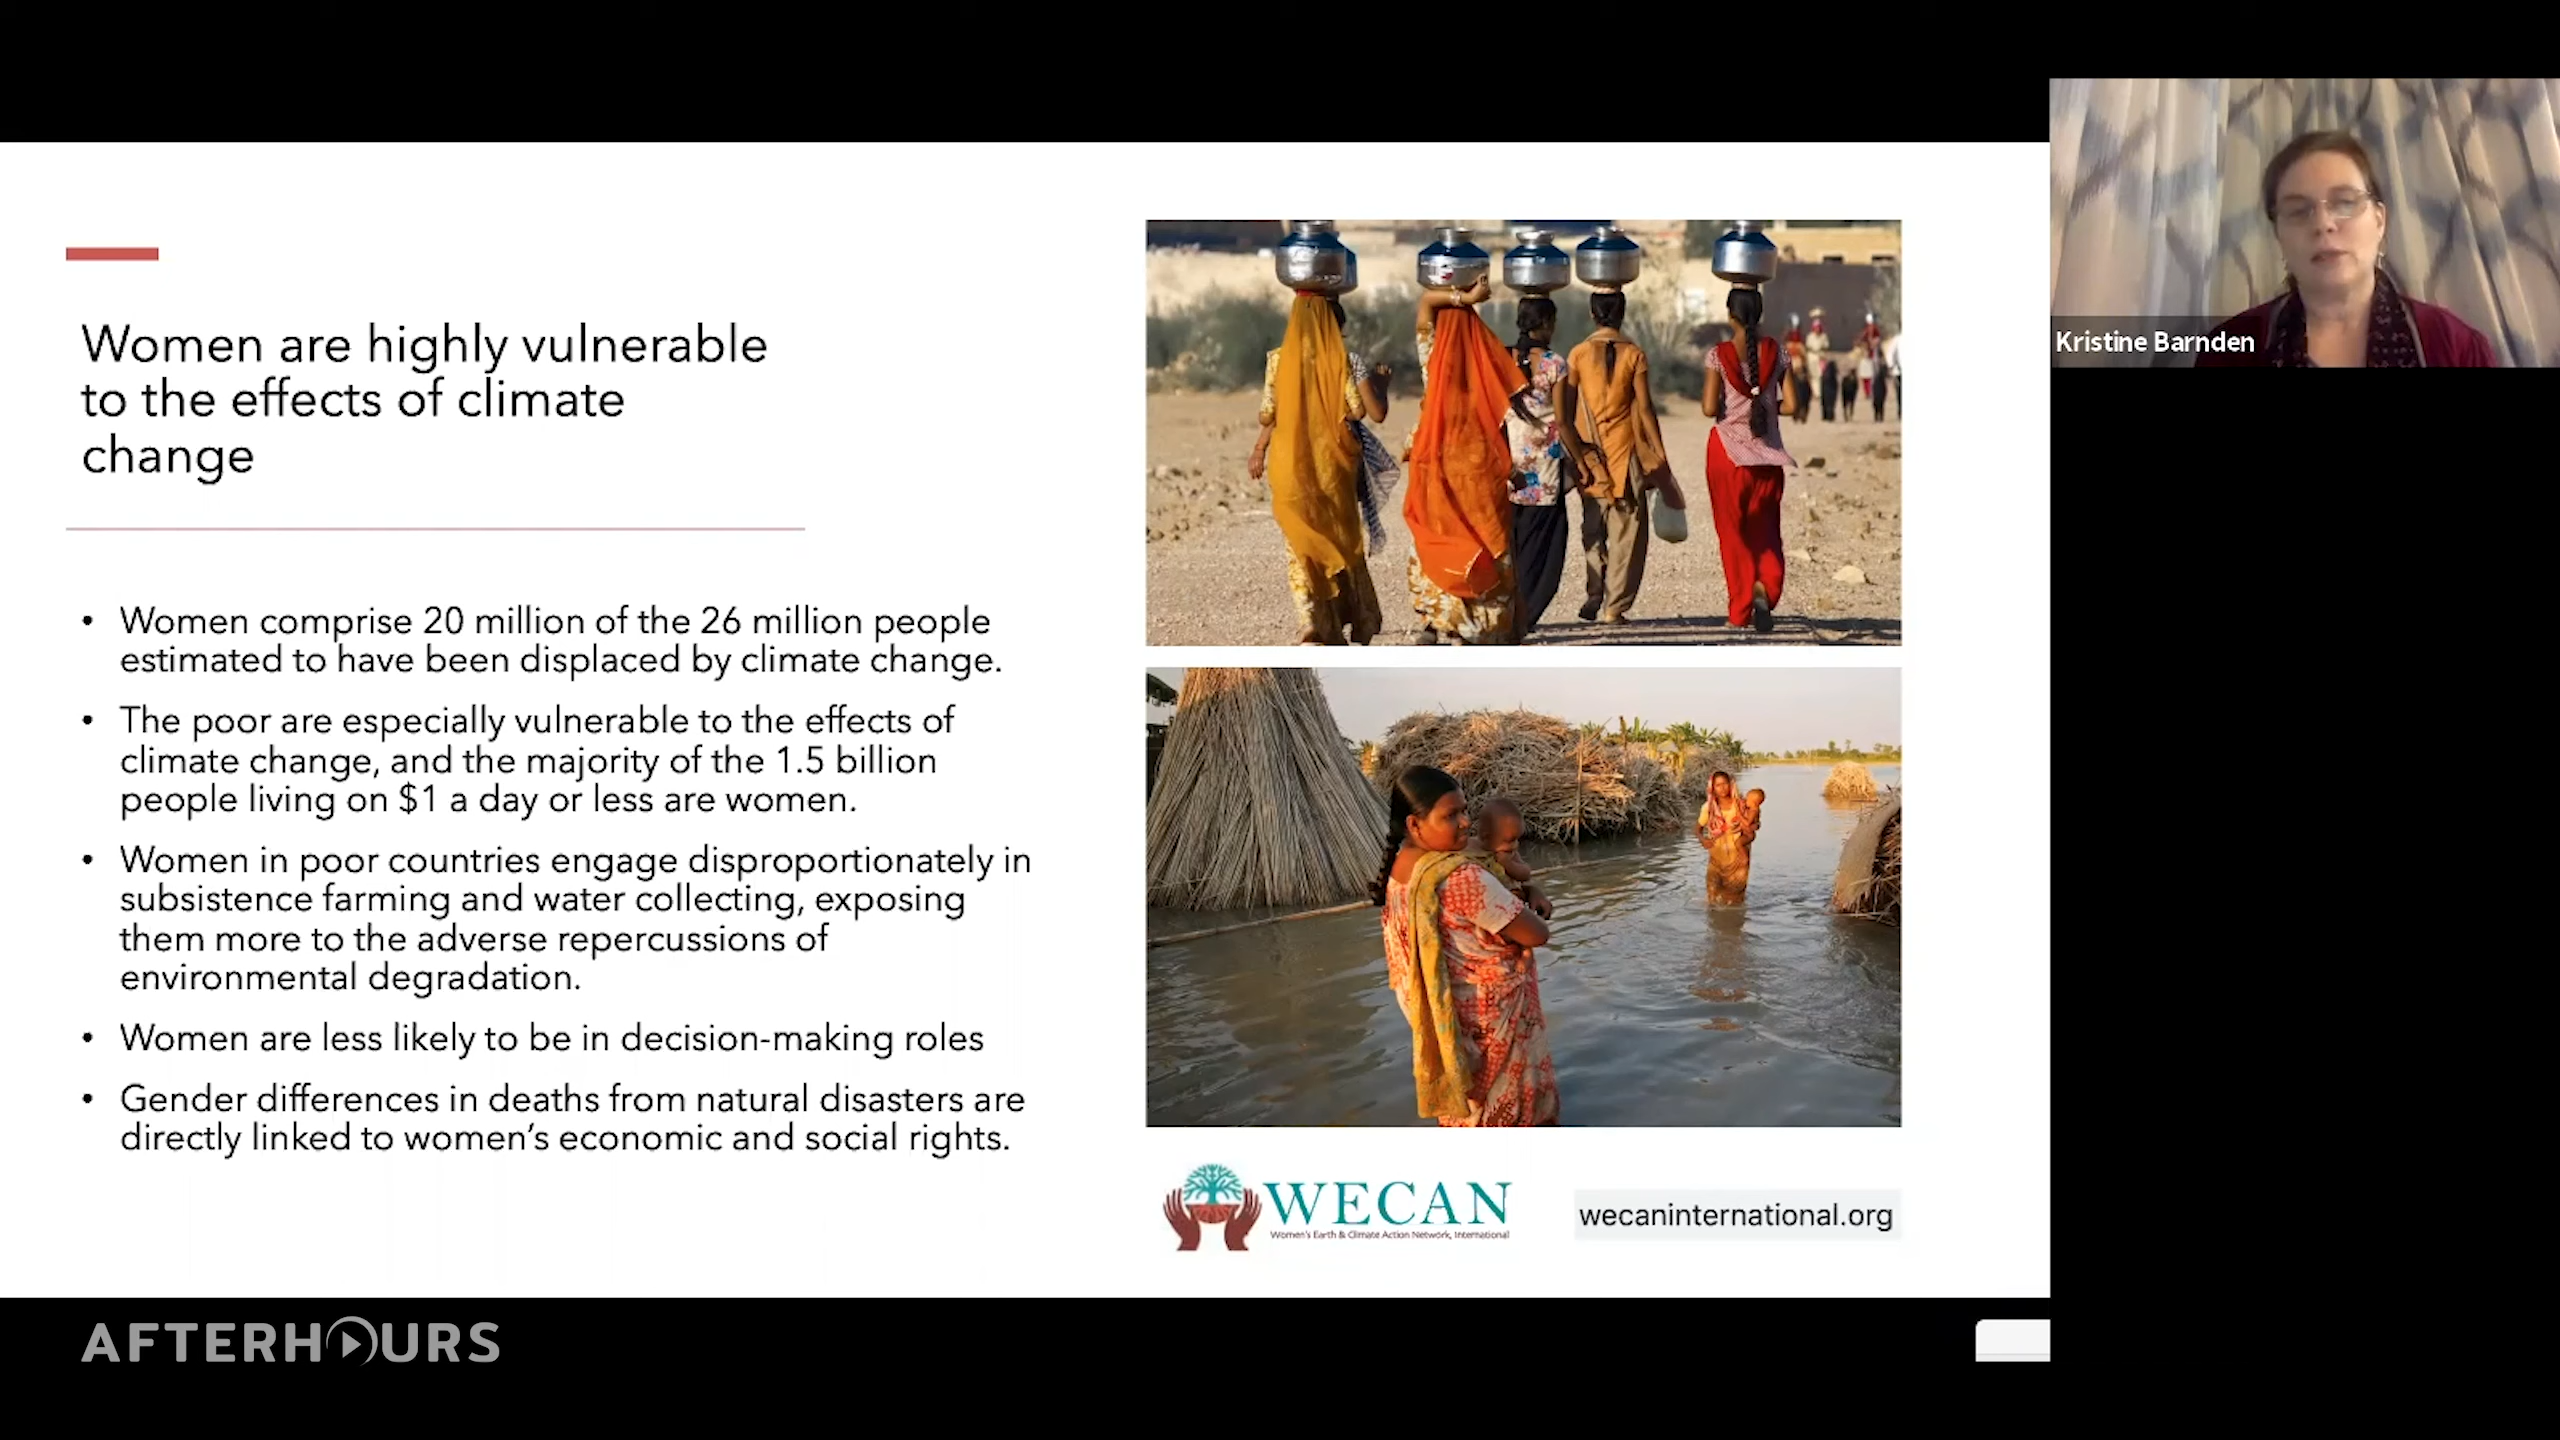 Women are highly vulnerable
to the effects of climate
change
• Women comprise 20 million of the 26 million people
estimated to have been displaced by climate change.
• The poor are especially vulnerable to the effects of
climate change, and the majority of the 1.5 billion
people living on $1 a day or less are women.
• Women in poor countries engage disproportionately in
subsistence farming and water collecting, exposing
them more to the adverse repercussions of
environmental degradation.
• Women are less likely to be in decision-making roles
• Gender differences in deaths from natural disasters are
directly linked to women’s economic and social rights.
WECAN
Women's Earth & Climate Action Network, International
wecaninternational.org
Kristine Barnden
AFTERHOURS